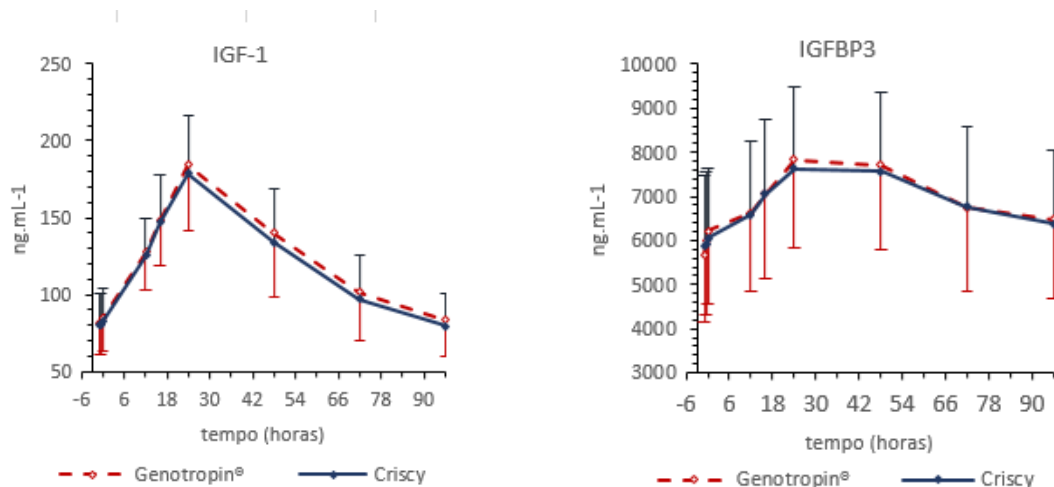 IGF-1
250
200
150
100
50
ng.mL-1
-6 6 18 30 42 54 66 78 90
tempo (horas)
Genotropin® Criscy
IGFBP3
10000
9000
8000
7000
6000
5000
4000
3000
ng.mL-1
-6 6 18 30 42 54 66 78 90
tempo (horas)
Genotropin® Criscy